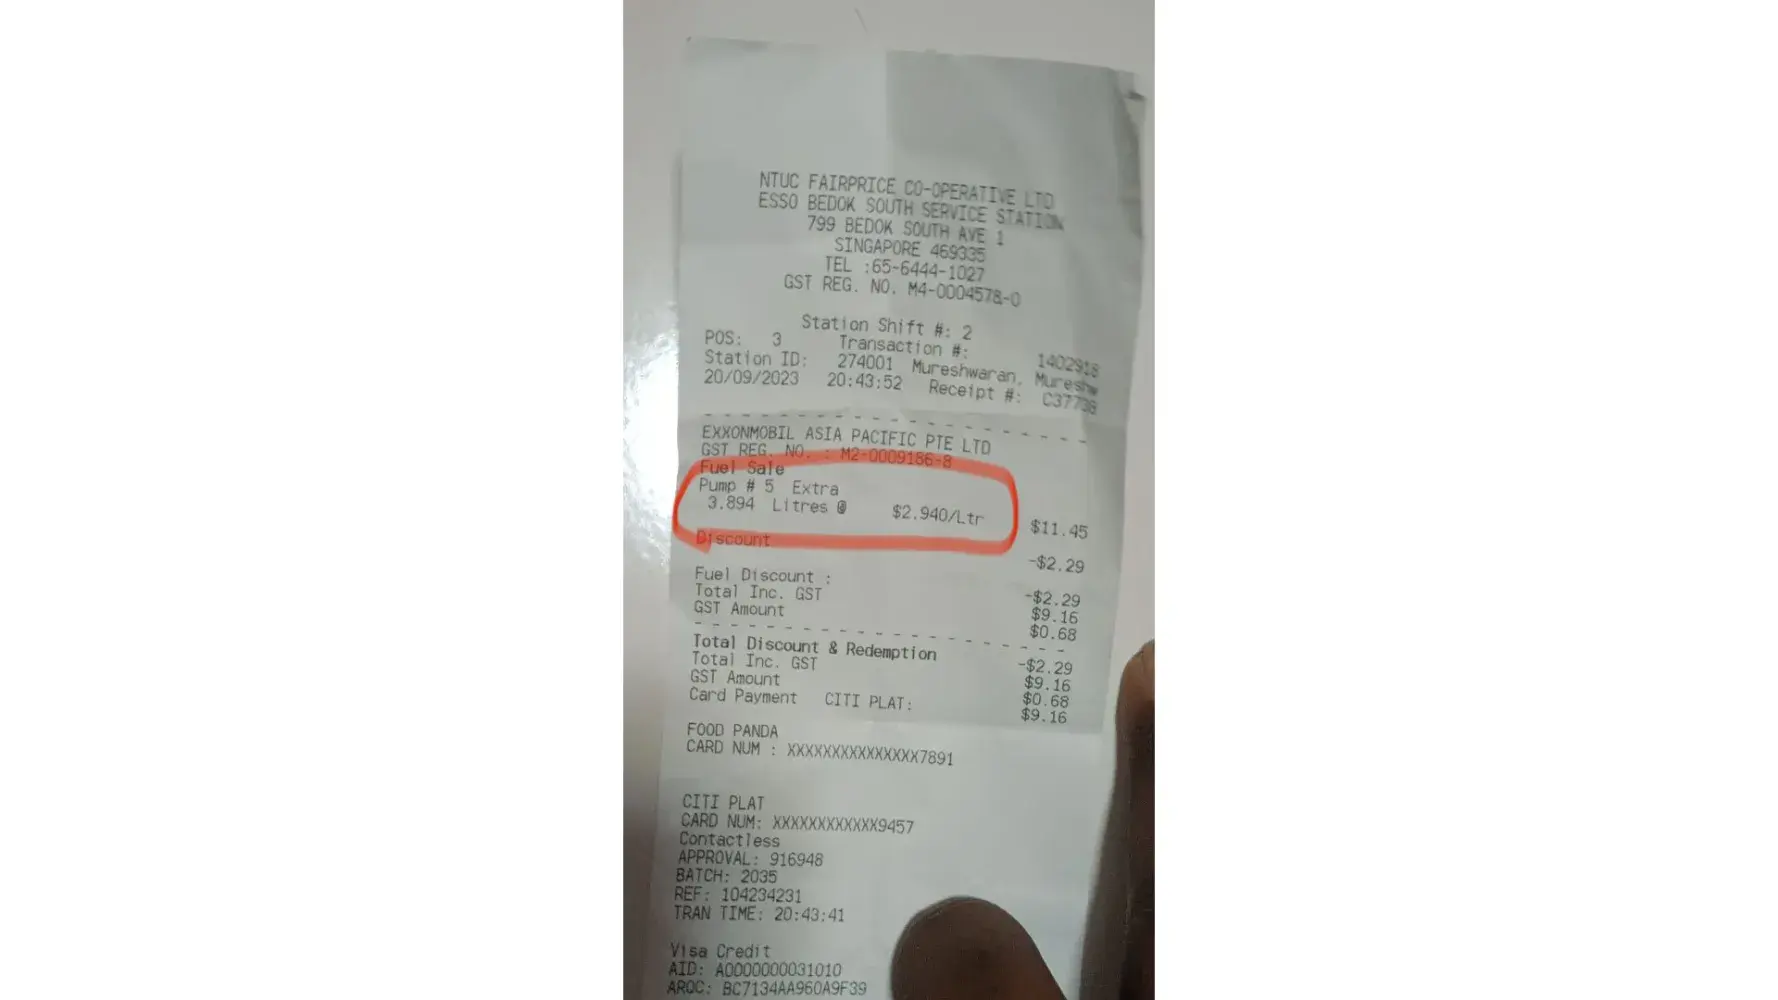 NTUC FAIRPRICE CO-OPERATIVE LTD
ESSO BEDOK SOUTH SERVICE STATION
799 BEDOK SOUTH AVE 1
SINGAPORE 469335
TEL :65-6444-1027
GST REG. NO. M4-0004578-0
Station Shift #: 2
POS: 3 Transaction #: 1402918
Station ID: 274001 Mureshwaran, Mureshw
20/09/2023 20:43:52 Receipt #: C37738
EXXONMOBIL ASIA PACIFIC PTE LTD
GST REG. NO. : M2-0009186-8
Fuel Sale
Pump # 5 Extra
3.894 Litres @ $2.940/Ltr $11.45
Discount -$2.29
Fuel Discount : -$2.29
Total Inc. GST $9.16
GST Amount $0.68
Total Discount & Redemption -$2.29
Total Inc. GST $9.16
GST Amount $0.68
Card Payment CITI PLAT: $9.16
FOOD PANDA
CARD NUM : XXXXXXXXXXXXXXX7891
CITI PLAT
CARD NUM: XXXXXXXXXXXX9457
Contactless
APPROVAL: 916948
BATCH: 2035
REF: 104234231
TRAN TIME: 20:43:41
Visa Credit
AID: A0000000031010
ARQC: BC7134AA960A9F39